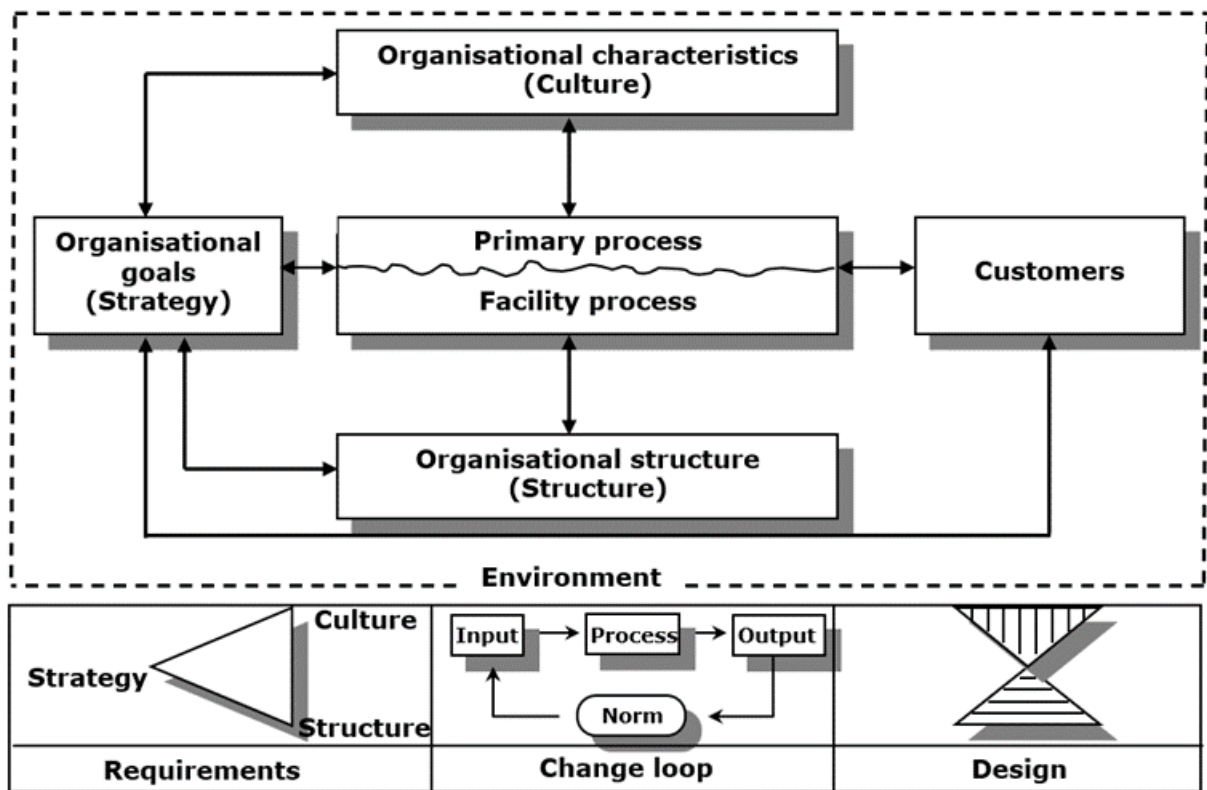 Organisational characteristics
(Culture)
Organisational
goals
(Strategy)
Primary process
Facility process
Customers
Organisational structure
(Structure)
Environment
Culture
Strategy
Structure
Requirements
Input
Process
Output
Norm
Change loop
Design